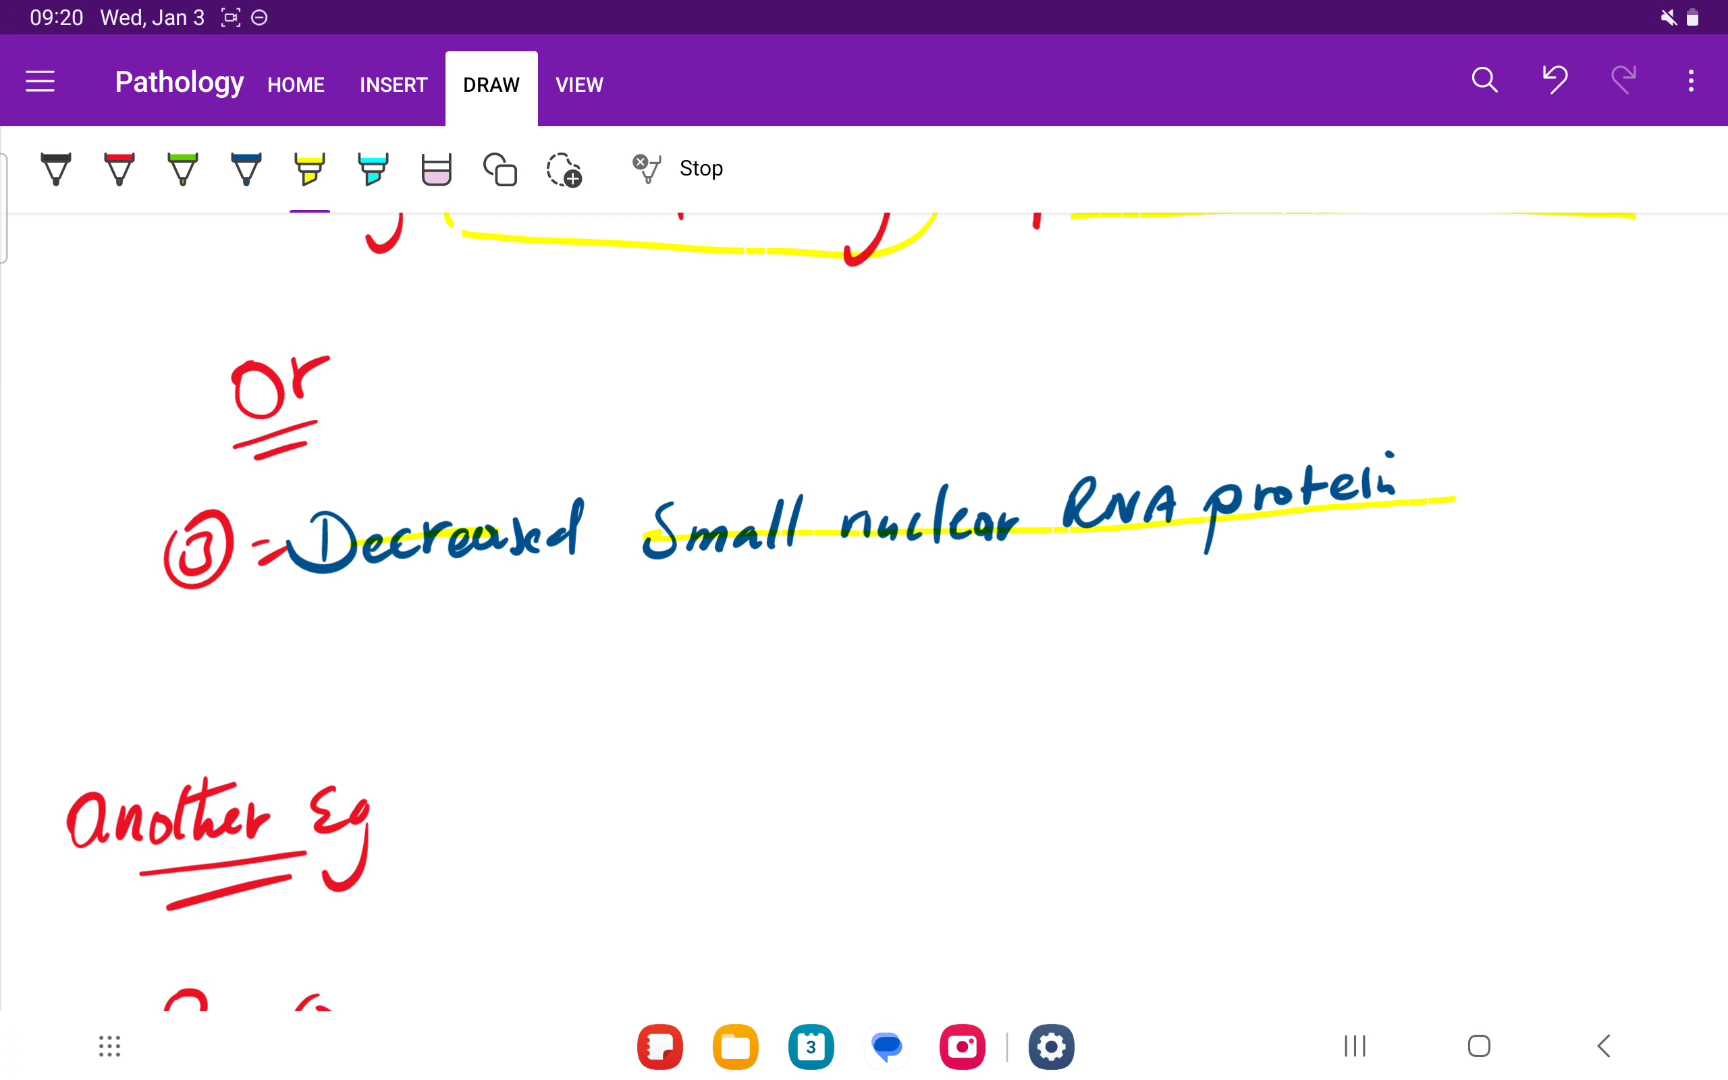 09:20 Wed, Jan 3
Pathology HOME INSERT DRAW VIEW
Stop
Or
③ = Decreased Small nuclear RNA protein
another Eg
3